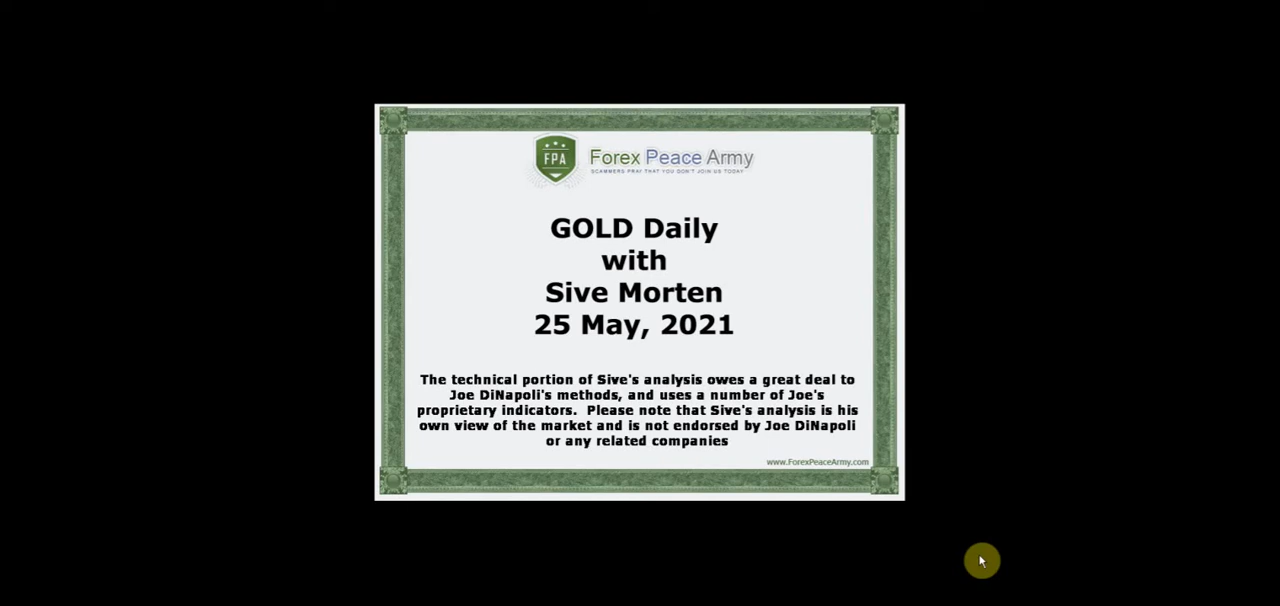 FPA
Forex Peace Army
SCAMMERS PRAY THAT YOU DON'T JOIN US TODAY
GOLD Daily
with
Sive Morten
25 May, 2021
The technical portion of Sive's analysis owes a great deal to
Joe DiNapoli's methods, and uses a number of Joe's
proprietary indicators.  Please note that Sive's analysis is his
own view of the market and is not endorsed by Joe DiNapoli
or any related companies
www.ForexPeaceArmy.com